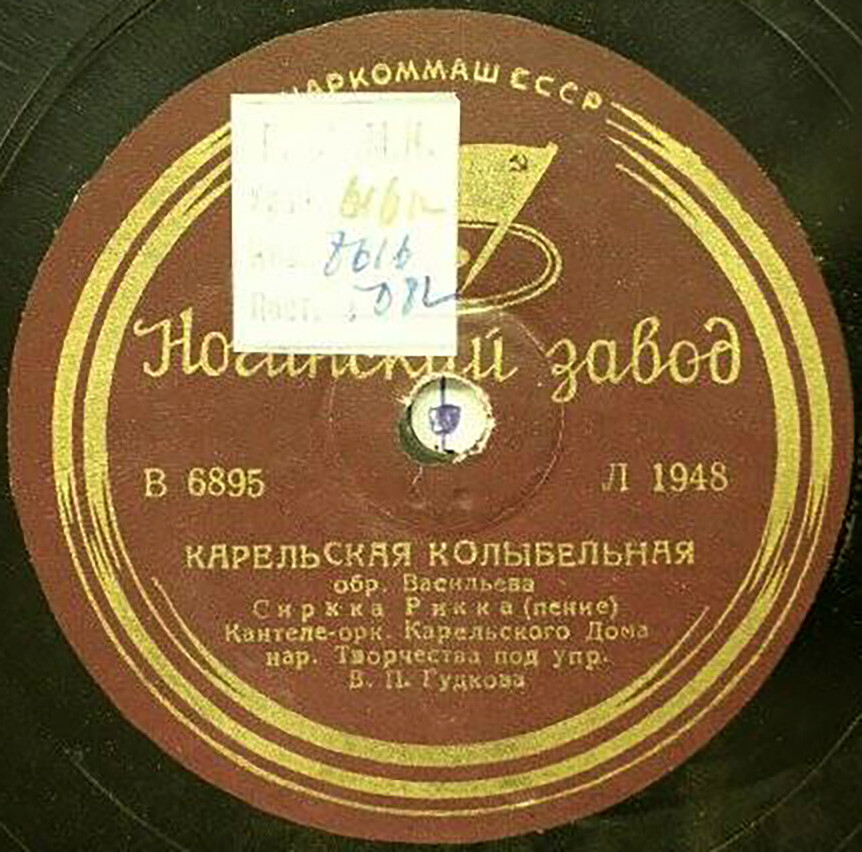 НАРКОММАШ СССР
Ногинский завод
В 6895 Л 1948
КАРЕЛЬСКАЯ КОЛЫБЕЛЬНАЯ
обр. Васильева
Сиркка Рикка (пение)
Кантеле-орк. Карельского Дома
нар. Творчества под упр.
В. П. Гудкова